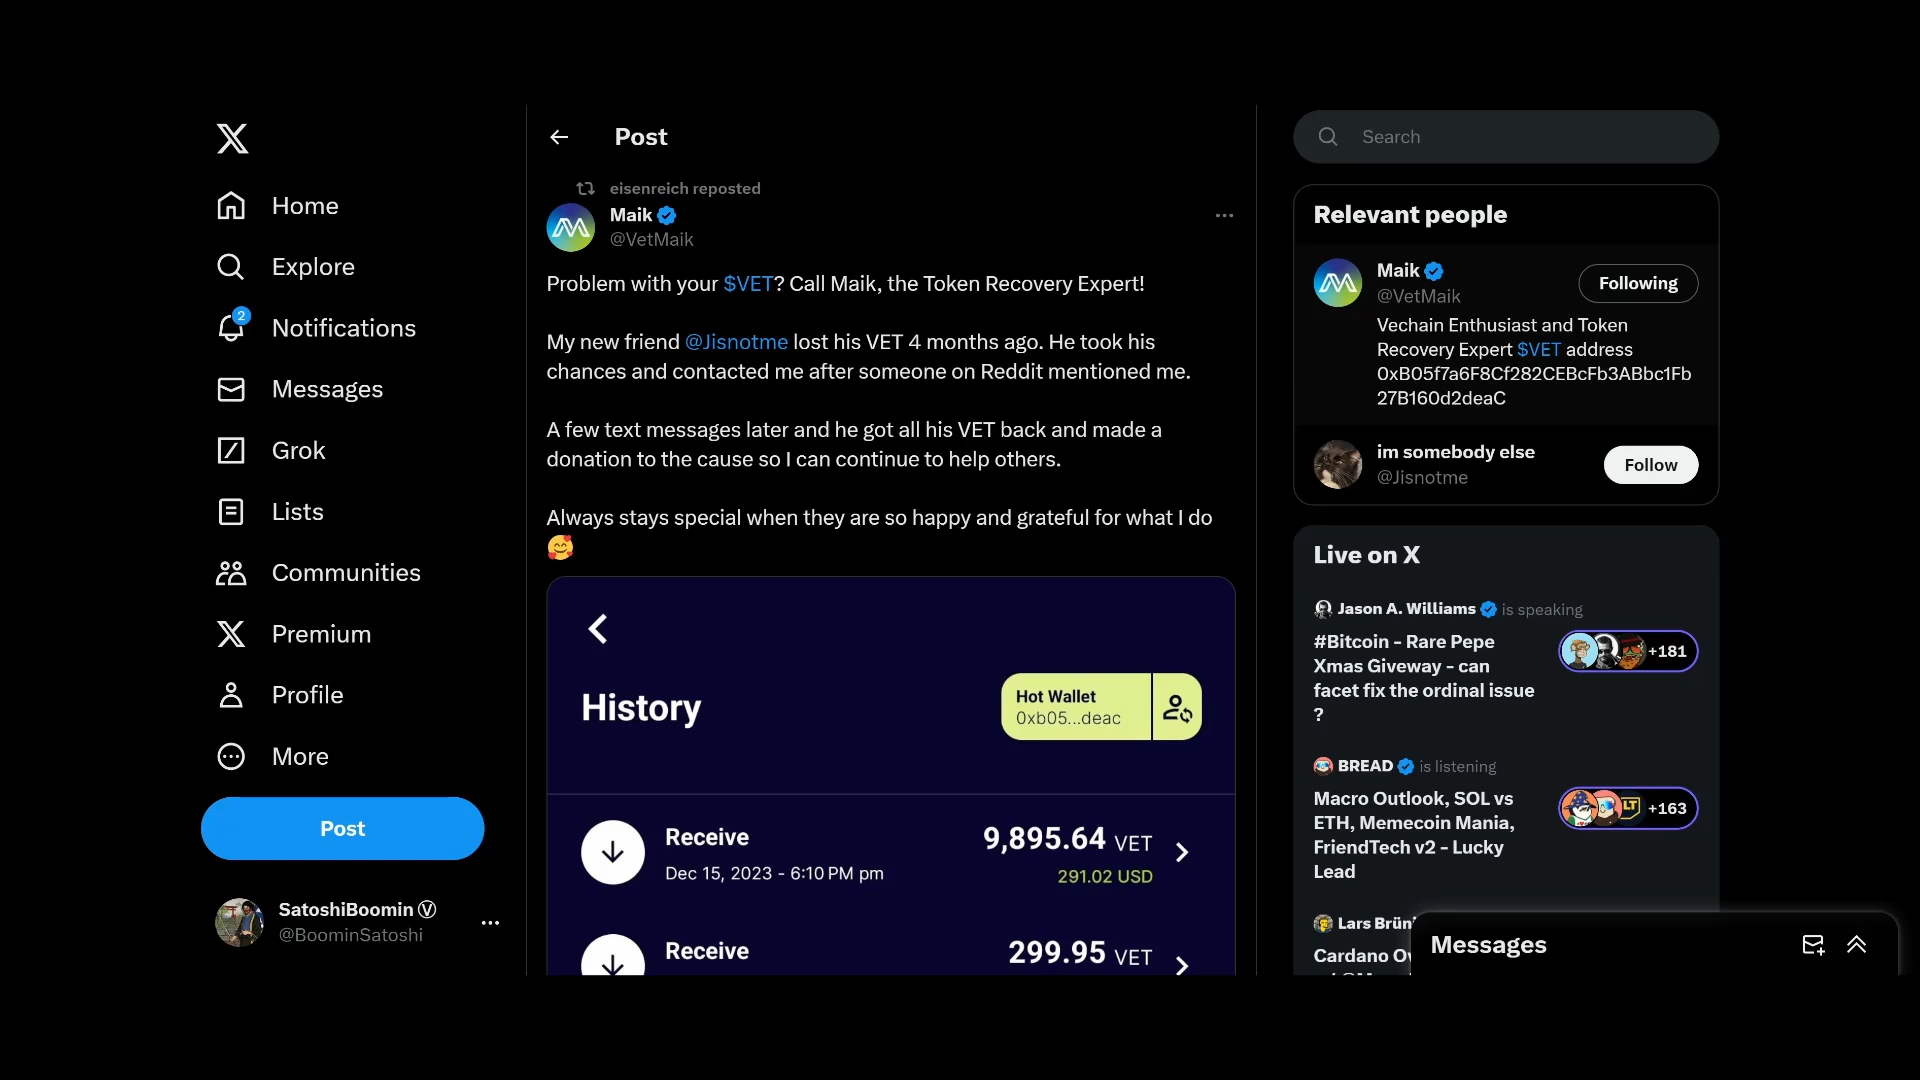 Home
Explore
2
Notifications
Messages
Grok
Lists
Communities
Premium
Profile
More
Post
SatoshiBoomin Ⓥ
@BoominSatoshi
Post
eisenreich reposted
Maik
@VetMaik
Problem with your $VET? Call Maik, the Token Recovery Expert!
My new friend @Jisnotme lost his VET 4 months ago. He took his
chances and contacted me after someone on Reddit mentioned me.
A few text messages later and he got all his VET back and made a
donation to the cause so I can continue to help others.
Always stays special when they are so happy and grateful for what I do
🥰
History
Hot Wallet
0xb05...deac
Receive
9,895.64 VET
Dec 15, 2023 - 6:10 PM pm
291.02 USD
Receive
299.95 VET
Search
Relevant people
Maik
@VetMaik
Following
Vechain Enthusiast and Token
Recovery Expert $VET address
0xB05f7a6F8Cf282CEBcFb3ABbc1Fb
27B160d2deaC
im somebody else
@Jisnotme
Follow
Live on X
Jason A. Williams is speaking
#Bitcoin - Rare Pepe
Xmas Giveway - can
facet fix the ordinal issue
?
+181
BREAD is listening
Macro Outlook, SOL vs
ETH, Memecoin Mania,
FriendTech v2 - Lucky
Lead
LT
+163
Lars Brün
Cardano
Messages